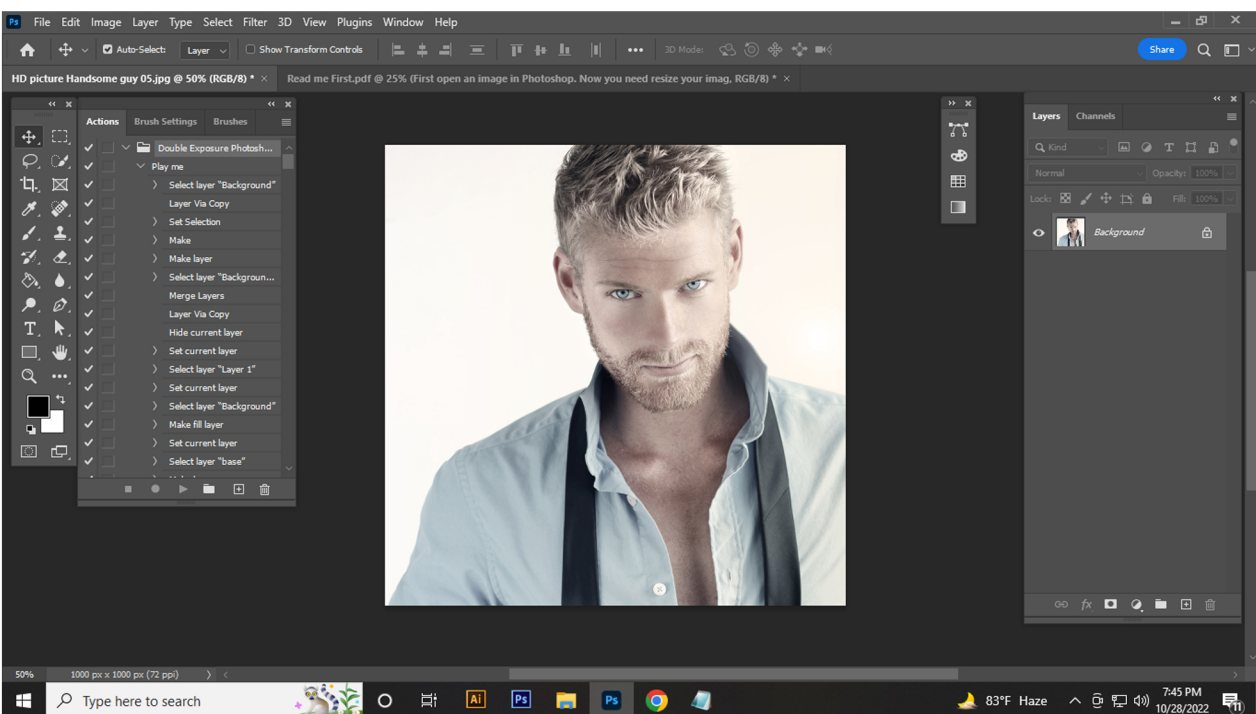 Ps File Edit Image Layer Type Select Filter 3D View Plugins Window Help
Auto-Select: Layer Show Transform Controls 3D Mode: Share
HD picture Handsome guy 05.jpg @ 50% (RGB/8) * × Read me First.pdf @ 25% (First open an image in Photoshop. Now you need resize your imag, RGB/8) * ×
Actions Brush Settings Brushes
Double Exposure Photosh...
Play me
Select layer "Background"
Layer Via Copy
Set Selection
Make
Make layer
Select layer "Backgroun...
Merge Layers
Layer Via Copy
Hide current layer
Set current layer
Select layer "Layer 1"
Set current layer
Select layer "Background"
Make fill layer
Set current layer
Select layer "base"
Layers Channels
Kind
Normal Opacity: 100%
Lock: Fill: 100%
Background
fx
50% 1000 px x 1000 px (72 ppi)
Type here to search Ai Ps Ps 83°F Haze 7:45 PM
10/28/2022 11